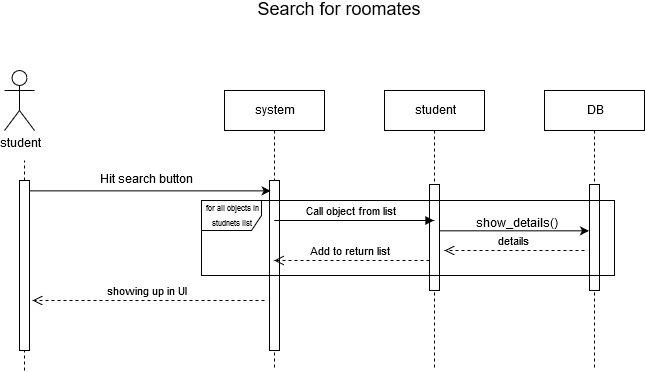 Search for roomates
system
student
DB
student
Hit search button
for all objects in
studnets list
Call object from list
show_details()
details
Add to return list
showing up in UI